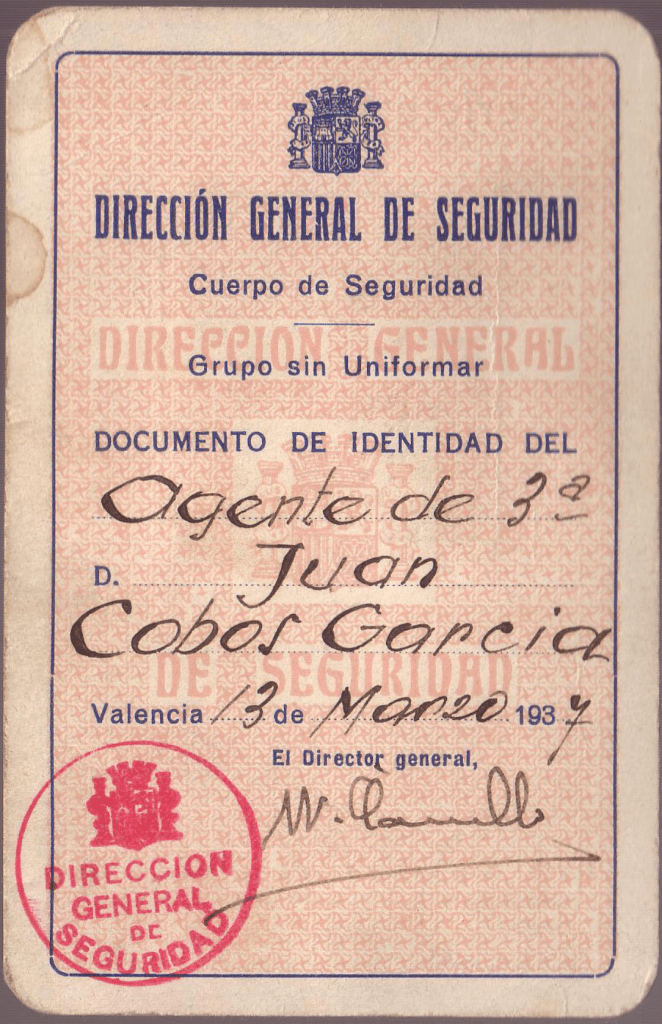 DIRECCIÓN GENERAL DE SEGURIDAD
Cuerpo de Seguridad
DIRECCION GENERAL
Grupo sin Uniformar
DOCUMENTO DE IDENTIDAD DEL
Agente de 3ª
D. Juan
Cobos Garcia
DE SEGURIDAD
Valencia 13 de Marzo 1937
El Director general,
DIRECCION
GENERAL
DE
SEGURIDAD